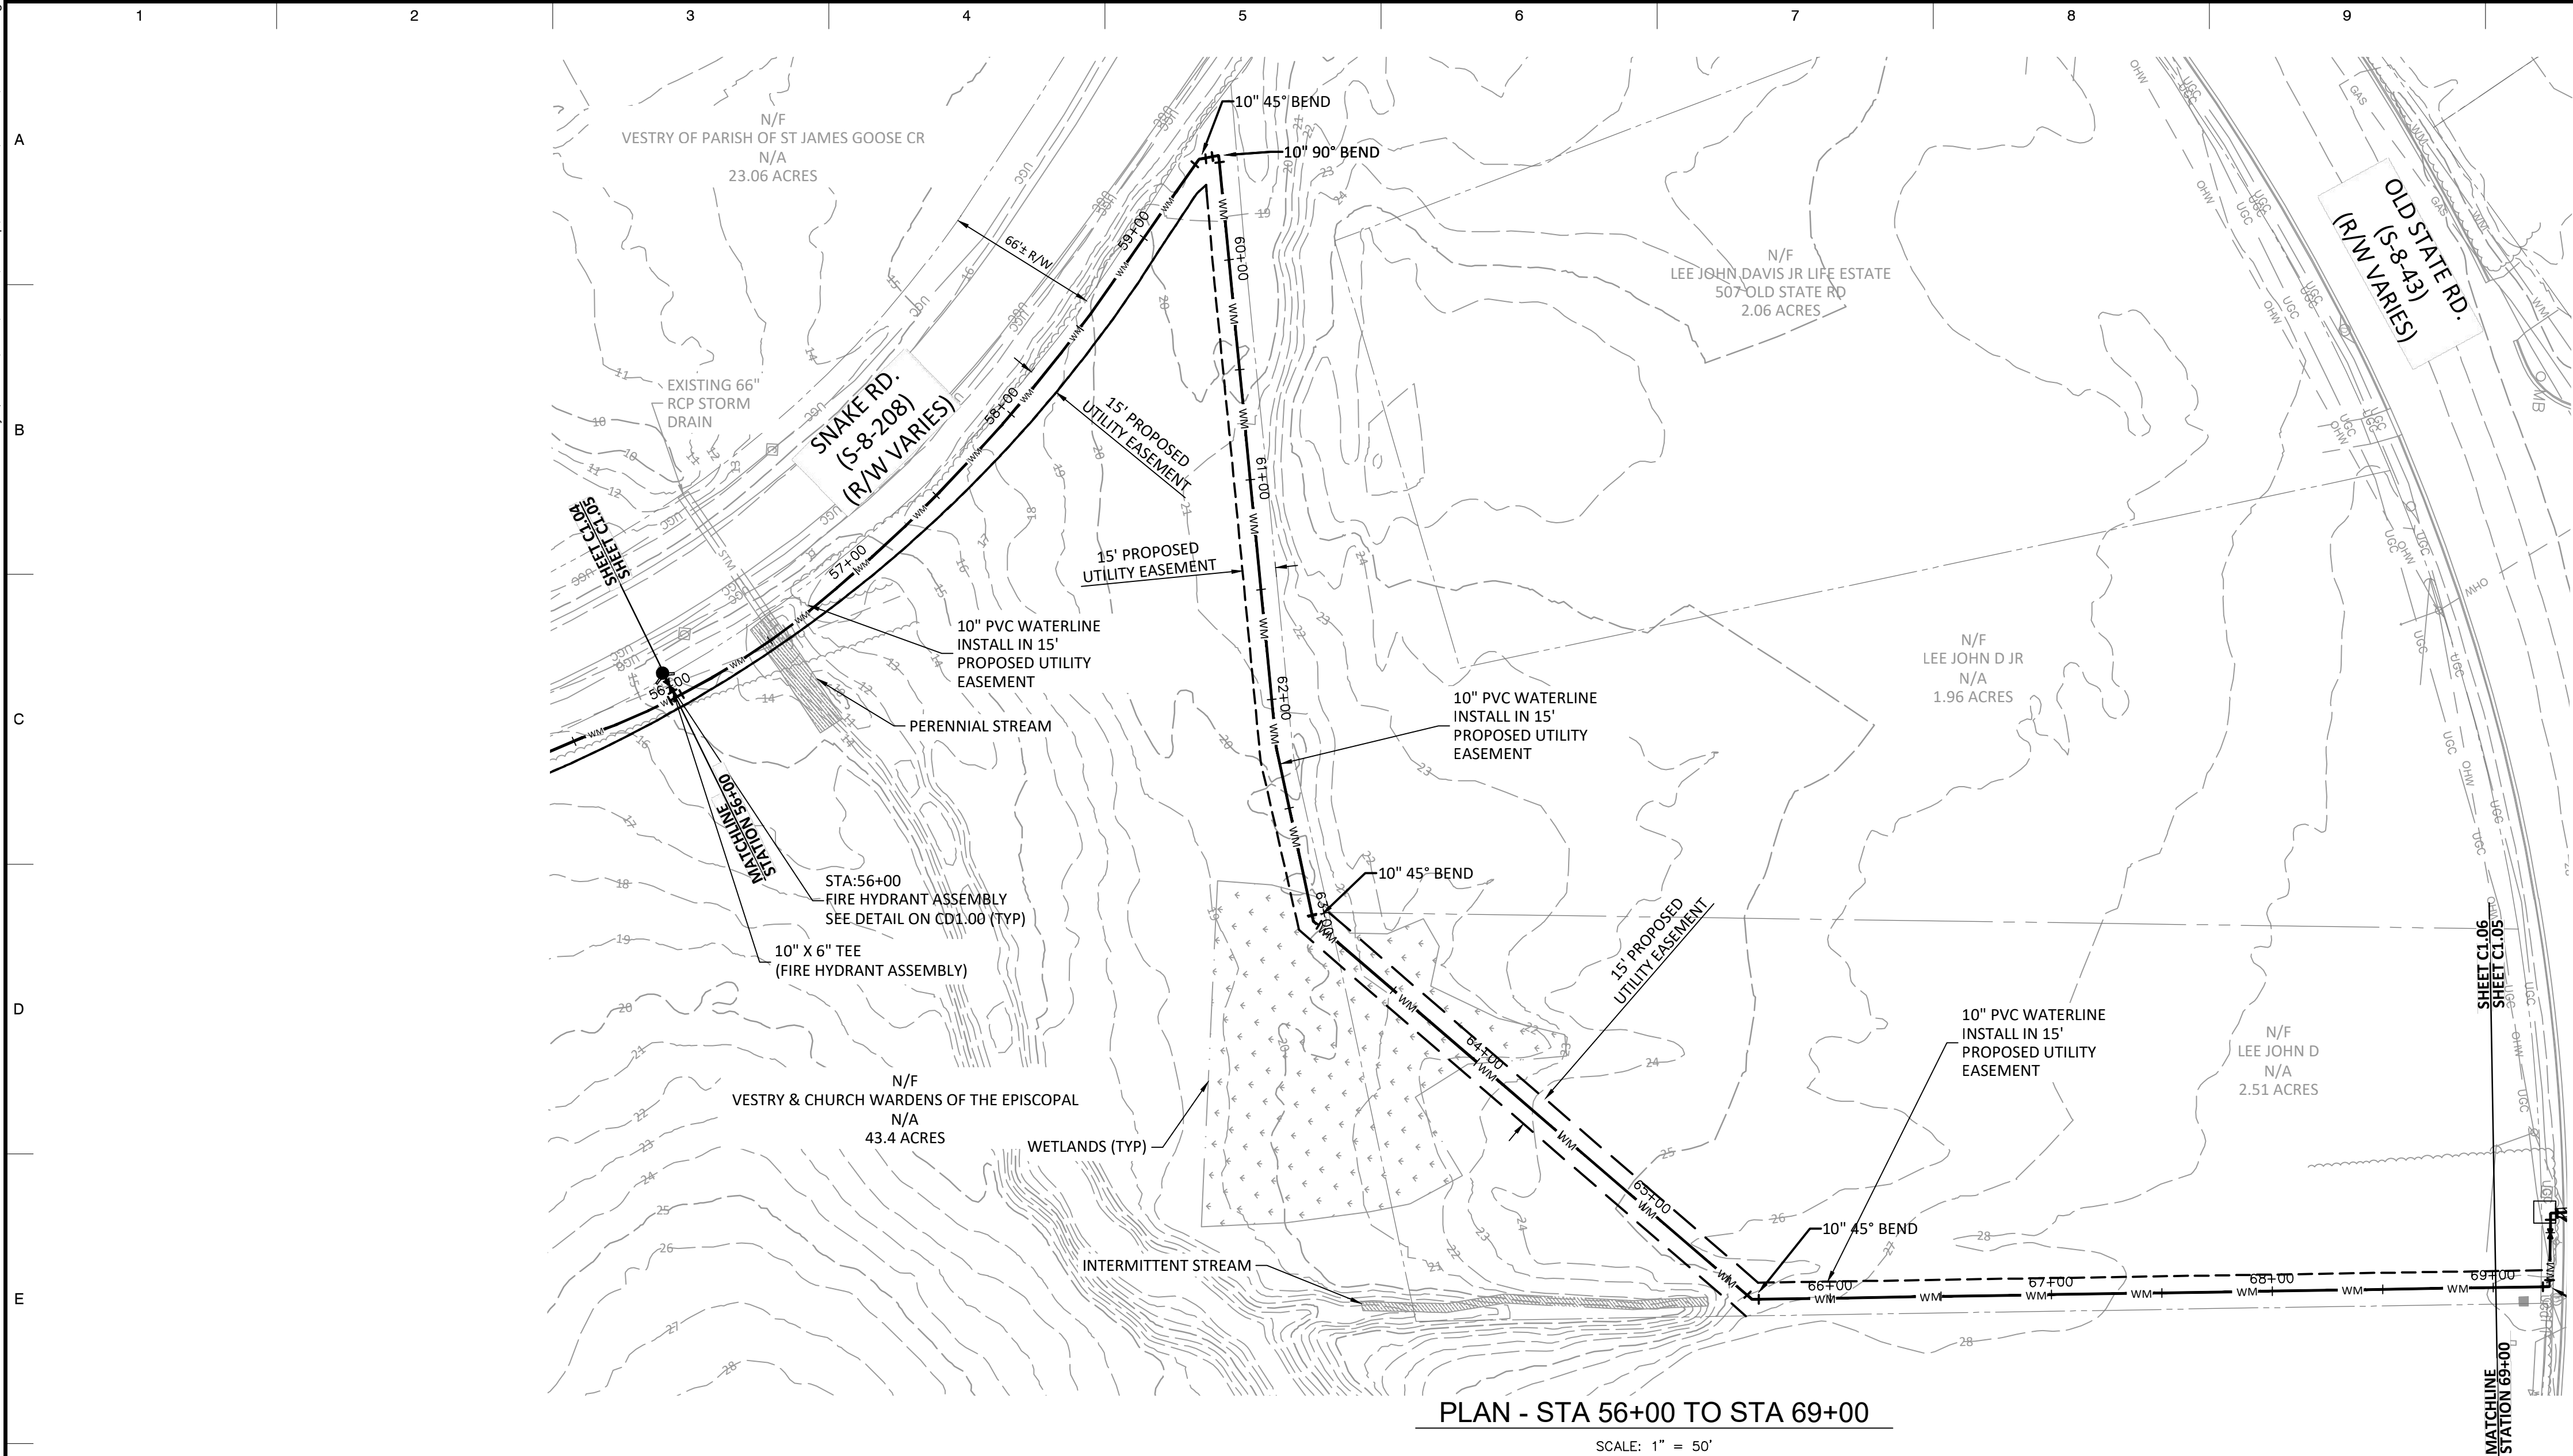 1
2
3
4
5
6
7
8
9
A
B
C
D
E
N/F
VESTRY OF PARISH OF ST JAMES GOOSE CR
N/A
23.06 ACRES
10" 45° BEND
10" 90° BEND
66'± R/W
EXISTING 66"
RCP STORM
DRAIN
SNAKE RD.
(S-8-208)
(R/W VARIES)
15' PROPOSED
UTILITY EASEMENT
15' PROPOSED
UTILITY EASEMENT
N/F
LEE JOHN DAVIS JR LIFE ESTATE
507 OLD STATE RD
2.06 ACRES
OLD STATE RD.
(S-8-43)
(R/W VARIES)
SHEET C1.04
SHEET C1.05
56+00
57+00
58+00
59+00
60+00
61+00
62+00
63+00
64+00
65+00
66+00
67+00
68+00
69+00
10" PVC WATERLINE
INSTALL IN 15'
PROPOSED UTILITY
EASEMENT
PERENNIAL STREAM
10" PVC WATERLINE
INSTALL IN 15'
PROPOSED UTILITY
EASEMENT
N/F
LEE JOHN D JR
N/A
1.96 ACRES
MATCHLINE
STATION 56+00
STA:56+00
FIRE HYDRANT ASSEMBLY
SEE DETAIL ON CD1.00 (TYP)
10" X 6" TEE
(FIRE HYDRANT ASSEMBLY)
10" 45° BEND
15' PROPOSED
UTILITY EASEMENT
N/F
VESTRY & CHURCH WARDENS OF THE EPISCOPAL
N/A
43.4 ACRES
WETLANDS (TYP)
INTERMITTENT STREAM
10" PVC WATERLINE
INSTALL IN 15'
PROPOSED UTILITY
EASEMENT
N/F
LEE JOHN D
N/A
2.51 ACRES
10" 45° BEND
SHEET C1.06
SHEET C1.05
MATCHLINE
STATION 69+00
PLAN - STA 56+00 TO STA 69+00
SCALE: 1" = 50'